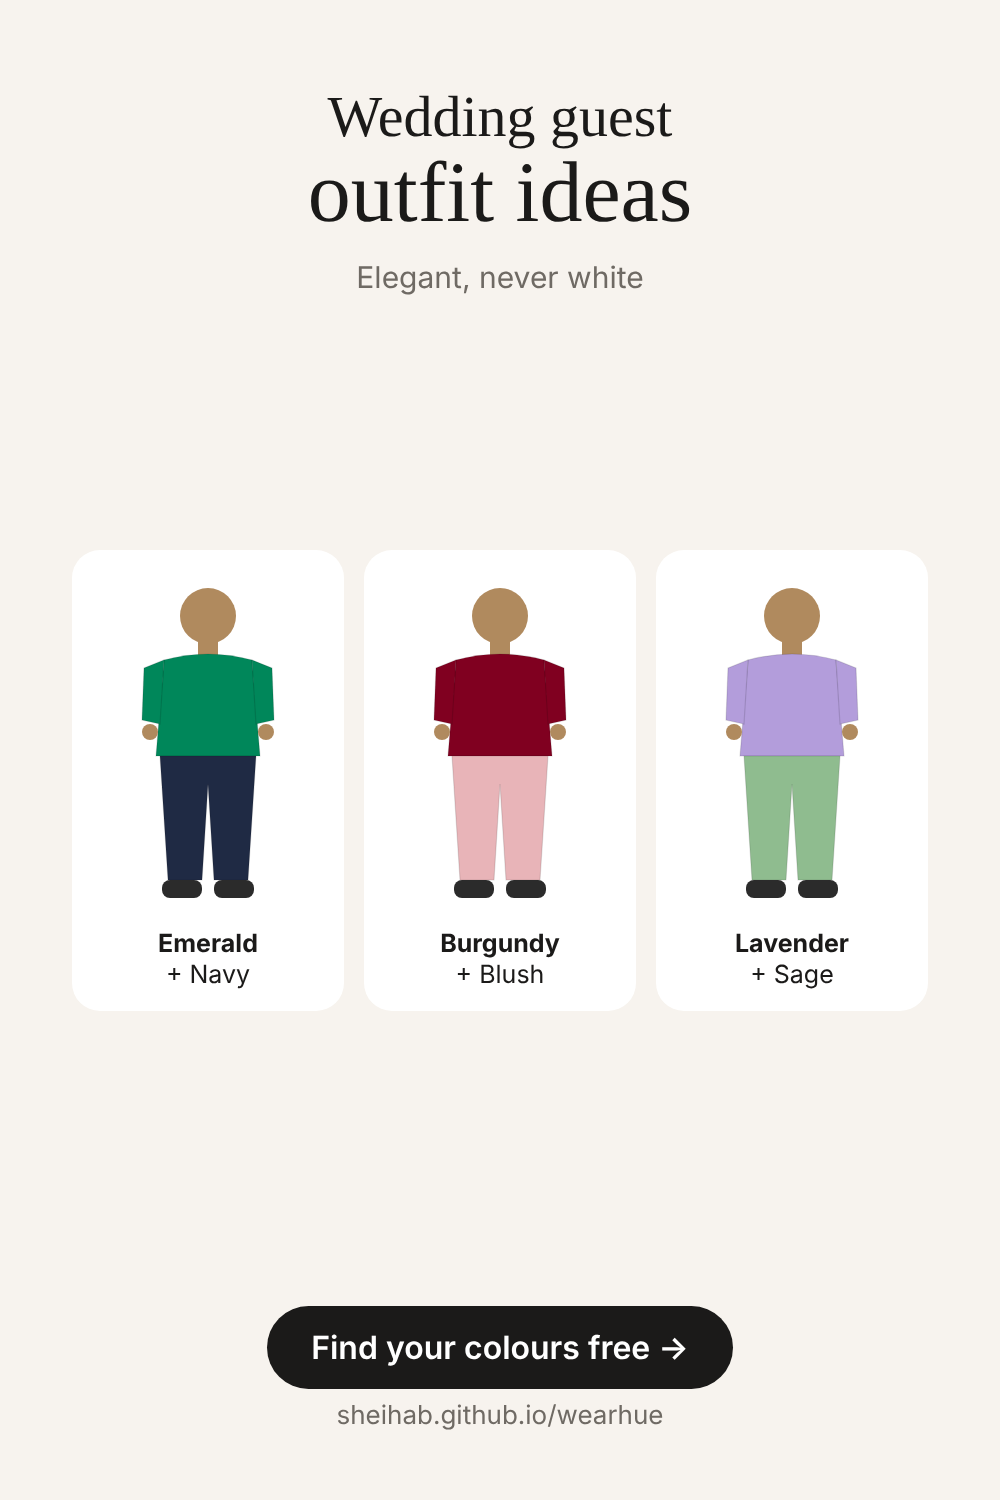 Wedding guest
outfit ideas
Elegant, never white
Emerald
+ Navy
Burgundy
+ Blush
Lavender
+ Sage
Find your colours free →
sheihab.github.io/wearhue